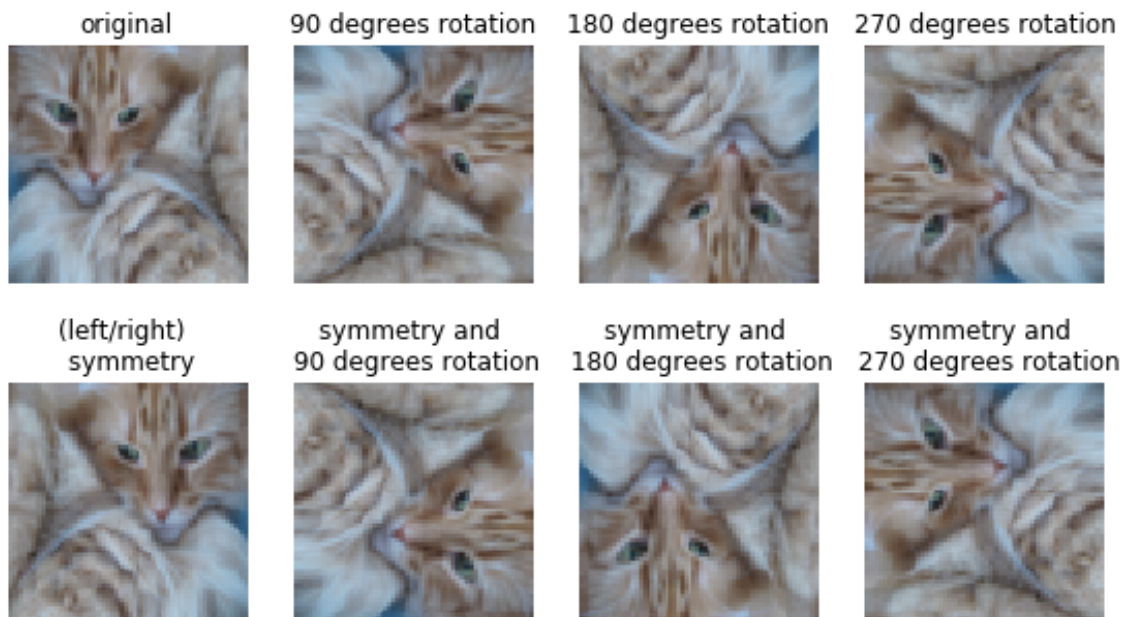 original
90 degrees rotation
180 degrees rotation
270 degrees rotation
(left/right)
symmetry
symmetry and
90 degrees rotation
symmetry and
180 degrees rotation
symmetry and
270 degrees rotation